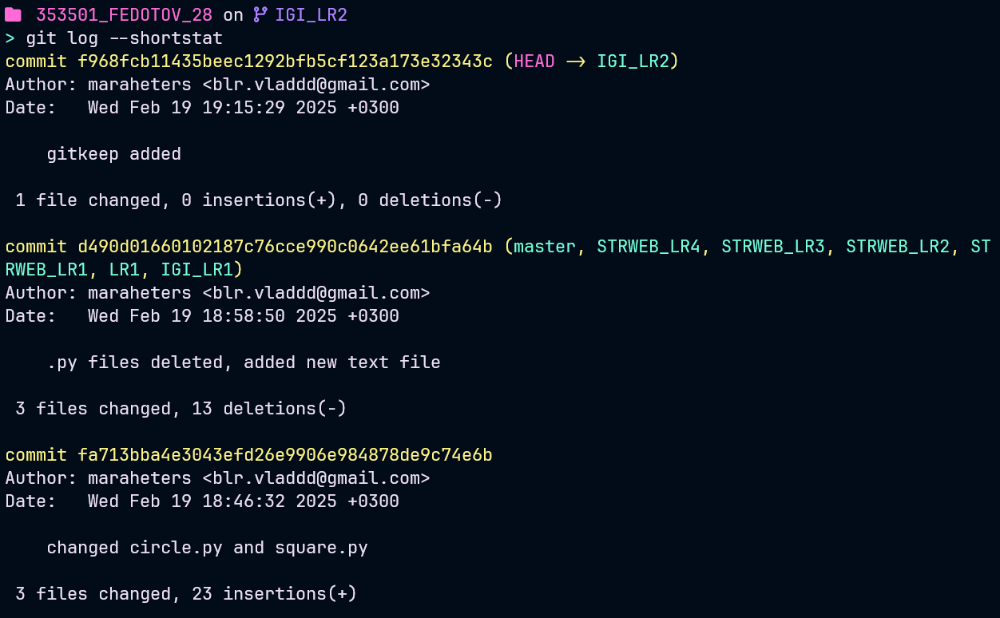 353501_FEDOTOV_28 on IGI_LR2
> git log --shortstat
commit f968fcb11435beec1292bfb5cf123a173e32343c (HEAD -> IGI_LR2)
Author: maraheters <blr.vladdd@gmail.com>
Date:   Wed Feb 19 19:15:29 2025 +0300
    gitkeep added
 1 file changed, 0 insertions(+), 0 deletions(-)
commit d490d01660102187c76cce990c0642ee61bfa64b (master, STRWEB_LR4, STRWEB_LR3, STRWEB_LR2, ST
RWEB_LR1, LR1, IGI_LR1)
Author: maraheters <blr.vladdd@gmail.com>
Date:   Wed Feb 19 18:58:50 2025 +0300
    .py files deleted, added new text file
 3 files changed, 13 deletions(-)
commit fa713bba4e3043efd26e9906e984878de9c74e6b
Author: maraheters <blr.vladdd@gmail.com>
Date:   Wed Feb 19 18:46:32 2025 +0300
    changed circle.py and square.py
 3 files changed, 23 insertions(+)